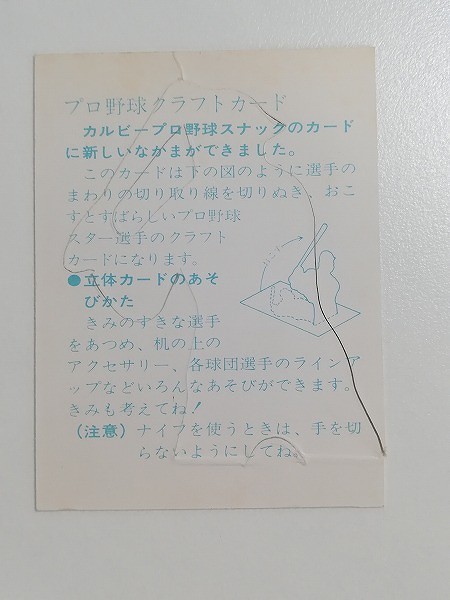 プロ野球クラフトカード
カルビープロ野球スナックのカード
に新しいなかまができました。
このカードは下の図のように選手の
まわりの切り取り線を切りぬき、おこ
すとすばらしいプロ野球
スター選手のクラフト
カードになります。
●立体カードのあそ
びかた
きみのすきな選手
をあつめ、机の上の
アクセサリー、各球団選手のラインア
ップなどいろんなあそびができます。
きみも考えてね!
(注意)ナイフを使うときは、手を切
らないようにしてね。